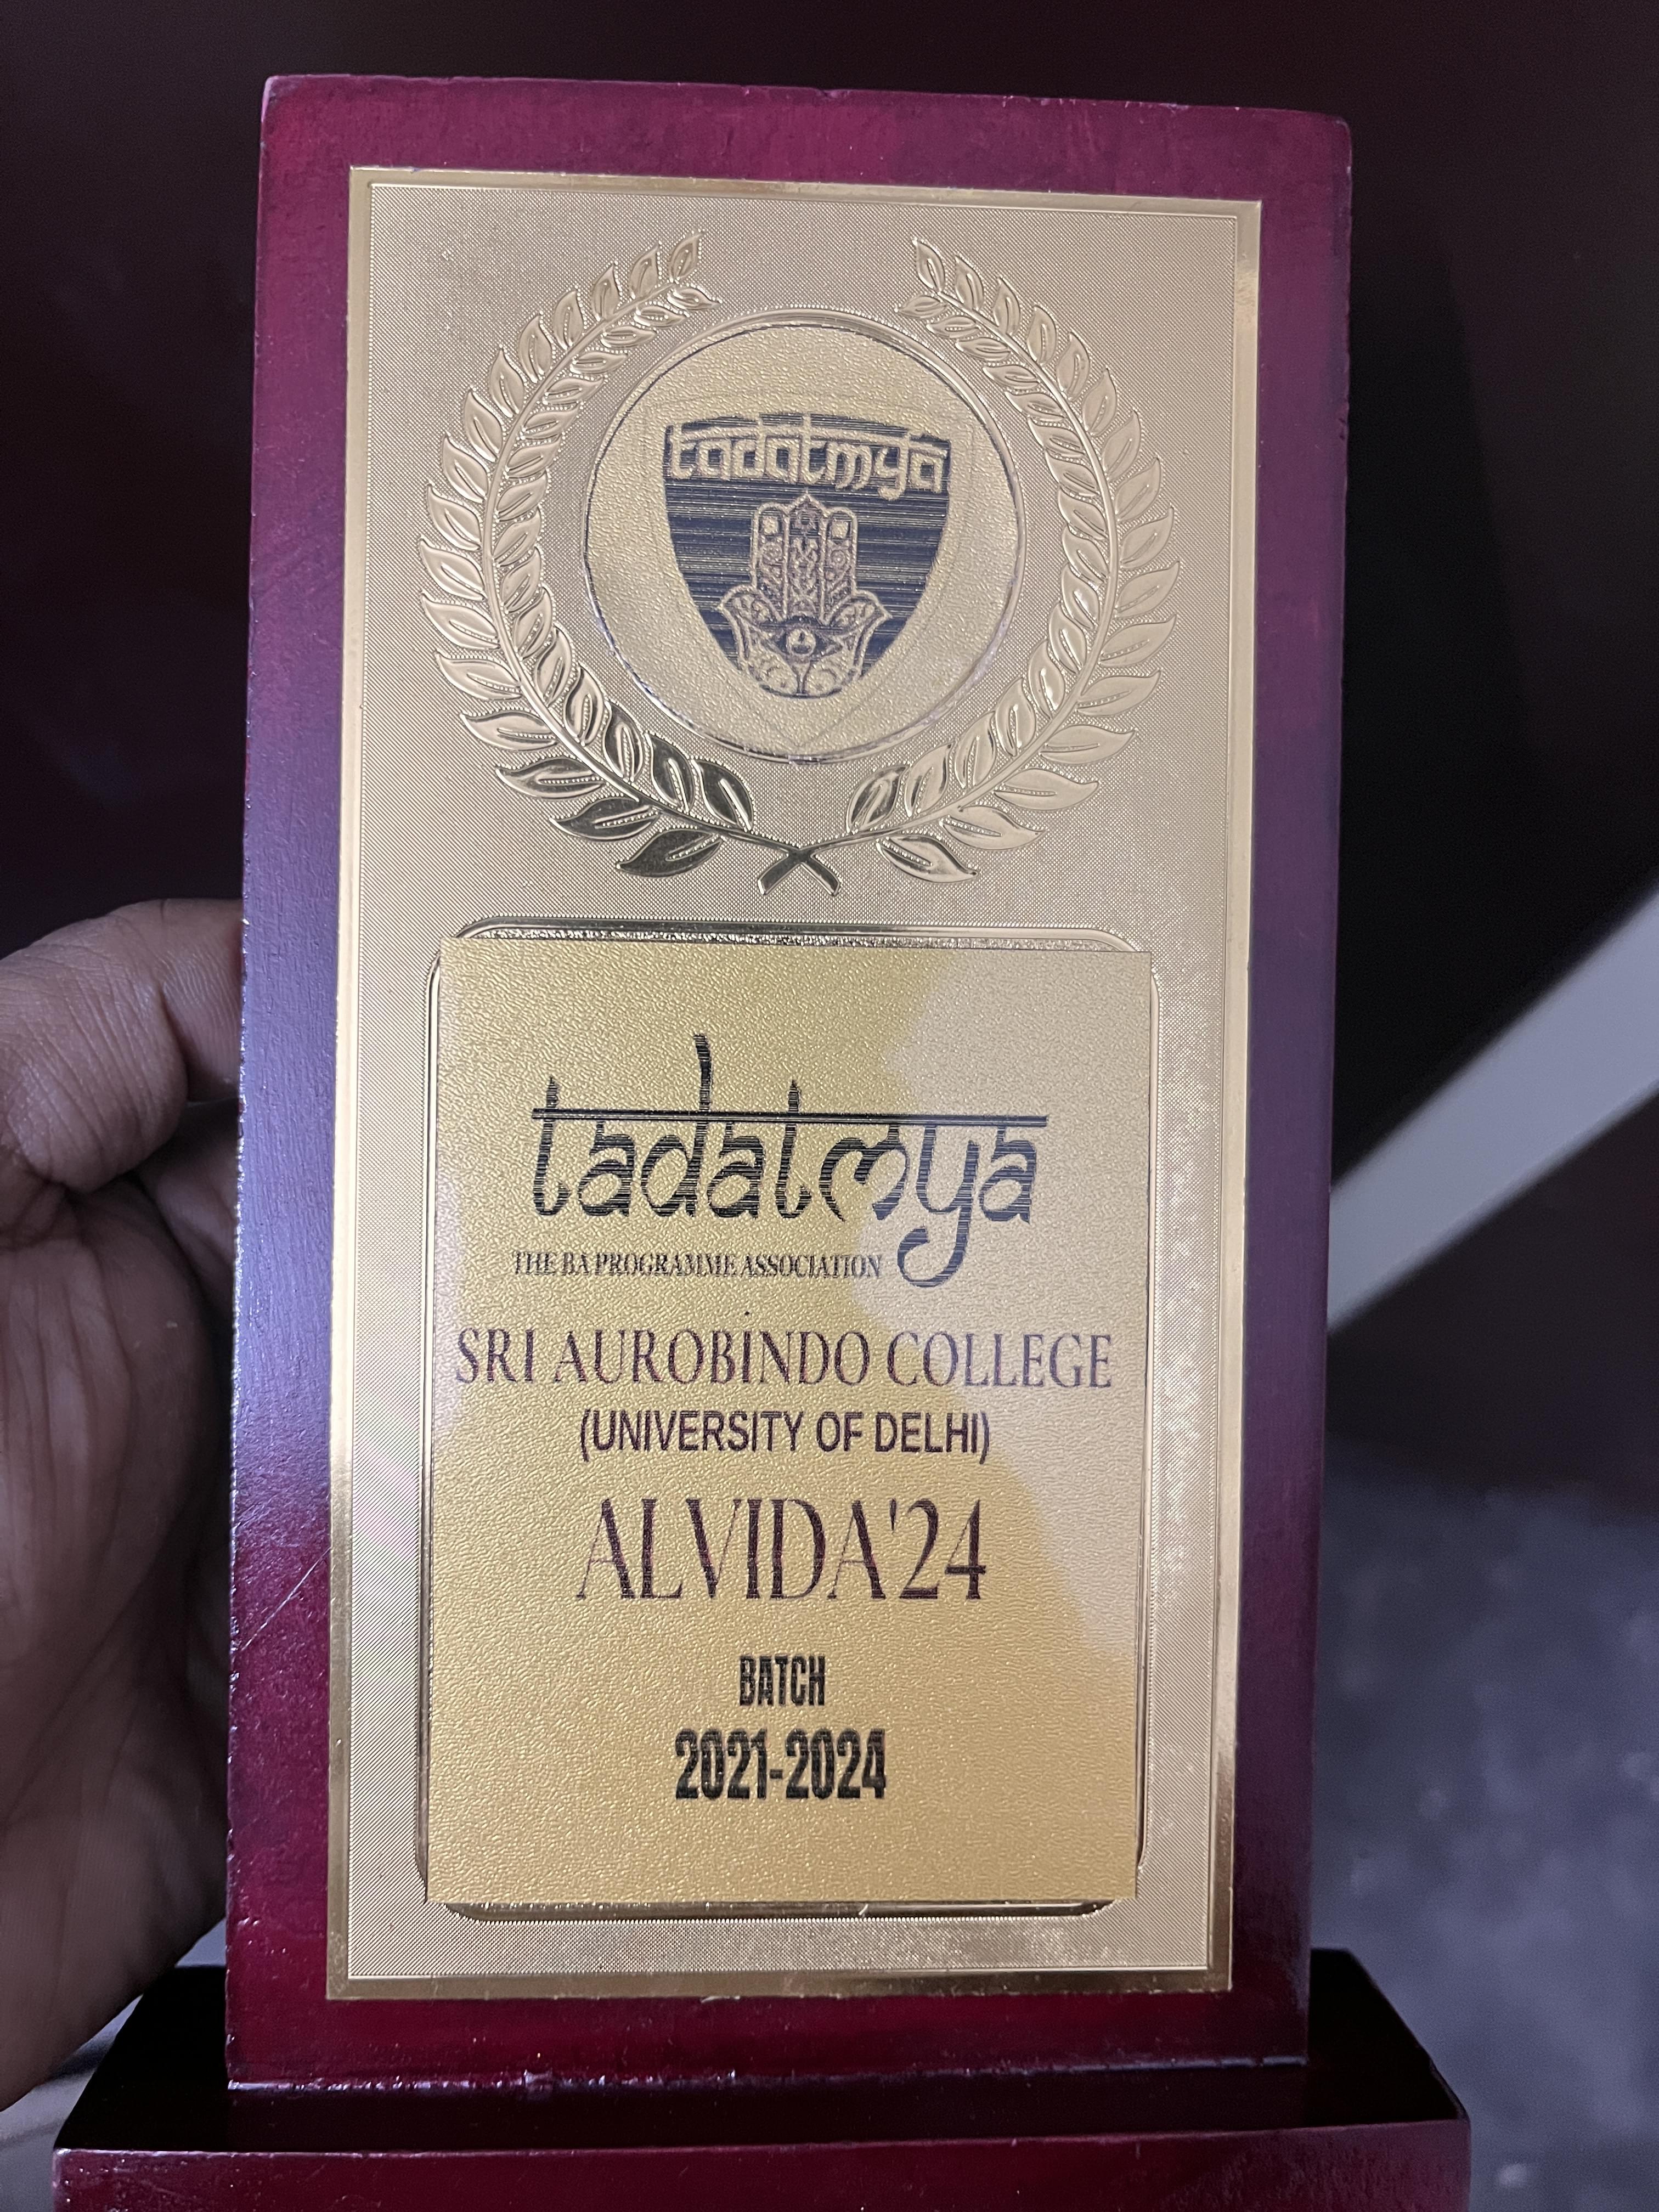 tadatmya
tadatmya
THE BA PROGRAMME ASSOCIATION
SRI AUROBINDO COLLEGE
(UNIVERSITY OF DELHI)
ALVIDA'24
BATCH
2021-2024